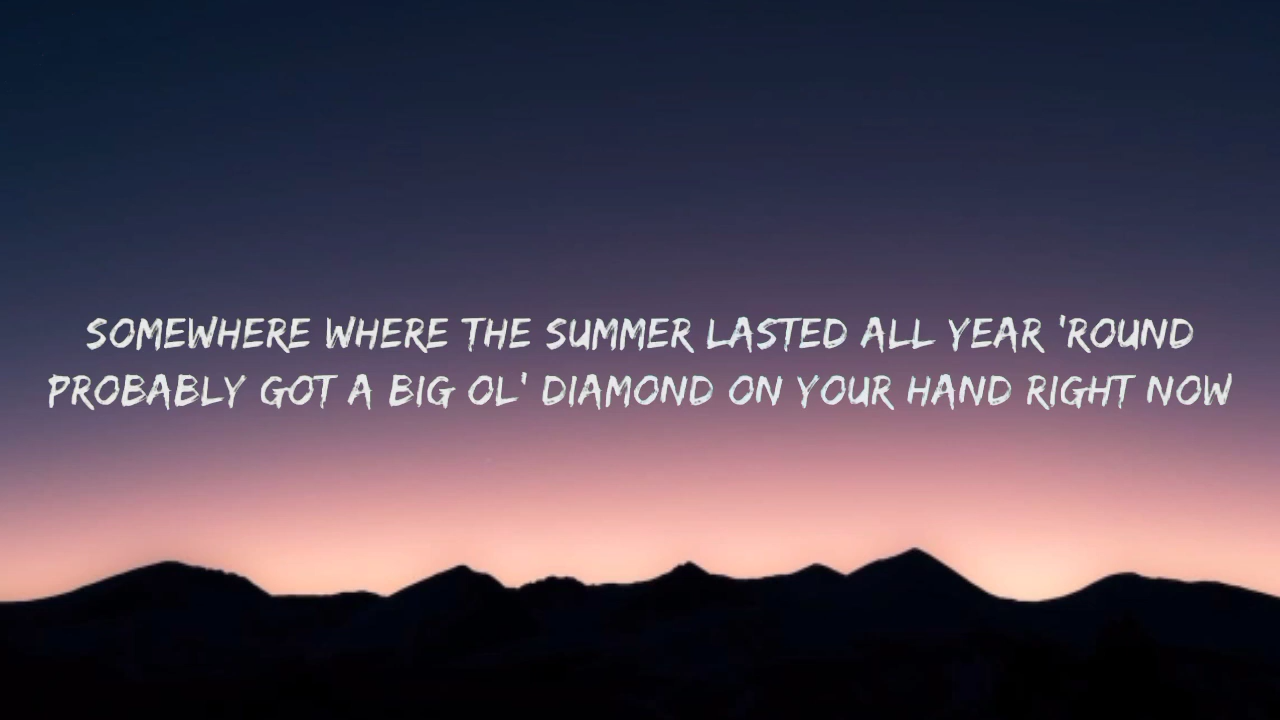 SOMEWHERE WHERE THE SUMMER LASTED ALL YEAR 'ROUND
PROBABLY GOT A BIG OL' DIAMOND ON YOUR HAND RIGHT NOW